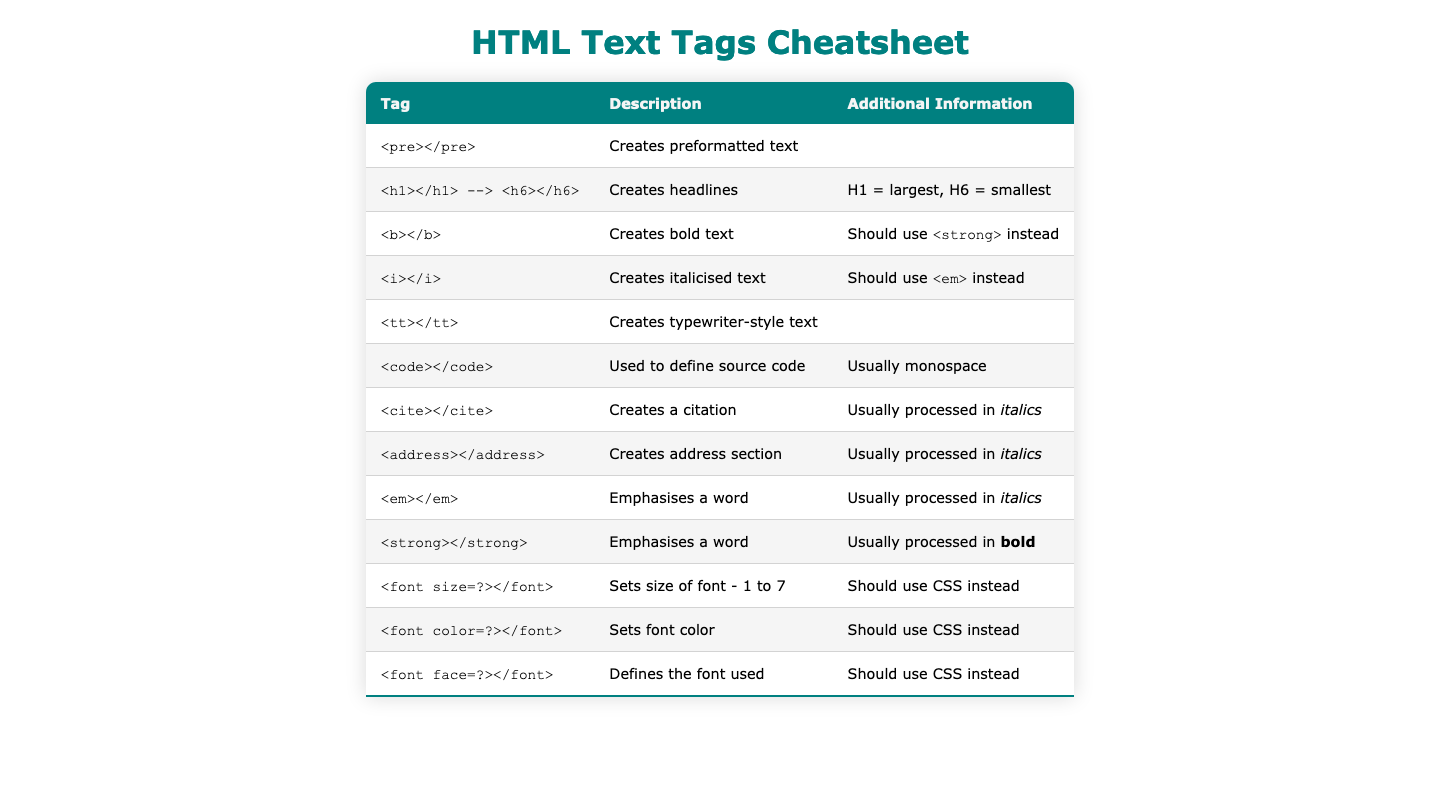 HTML Text Tags Cheatsheet
Tag Description Additional Information
<pre></pre> Creates preformatted text
<h1></h1> --> <h6></h6> Creates headlines H1 = largest, H6 = smallest
<b></b> Creates bold text Should use <strong> instead
<i></i> Creates italicised text Should use <em> instead
<tt></tt> Creates typewriter-style text
<code></code> Used to define source code Usually monospace
<cite></cite> Creates a citation Usually processed in italics
<address></address> Creates address section Usually processed in italics
<em></em> Emphasises a word Usually processed in italics
<strong></strong> Emphasises a word Usually processed in bold
<font size=?></font> Sets size of font - 1 to 7 Should use CSS instead
<font color=?></font> Sets font color Should use CSS instead
<font face=?></font> Defines the font used Should use CSS instead